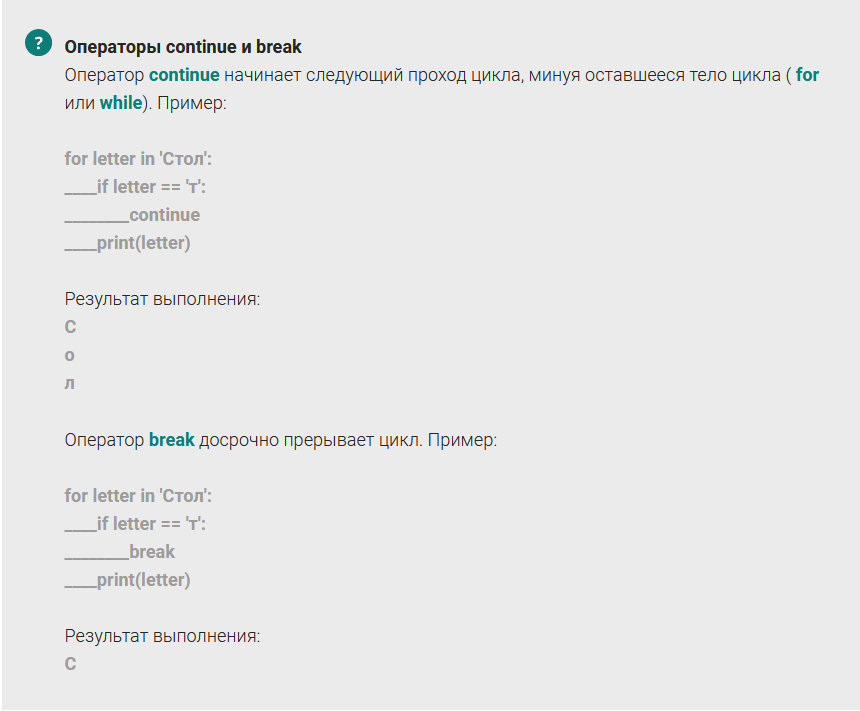 ?
Операторы continue и break
Оператор continue начинает следующий проход цикла, минуя оставшееся тело цикла ( for
или while). Пример:
for letter in 'Стол':
____if letter == 'т':
________continue
____print(letter)
Результат выполнения:
С
о
л
Оператор break досрочно прерывает цикл. Пример:
for letter in 'Стол':
____if letter == 'т':
________break
____print(letter)
Результат выполнения:
С